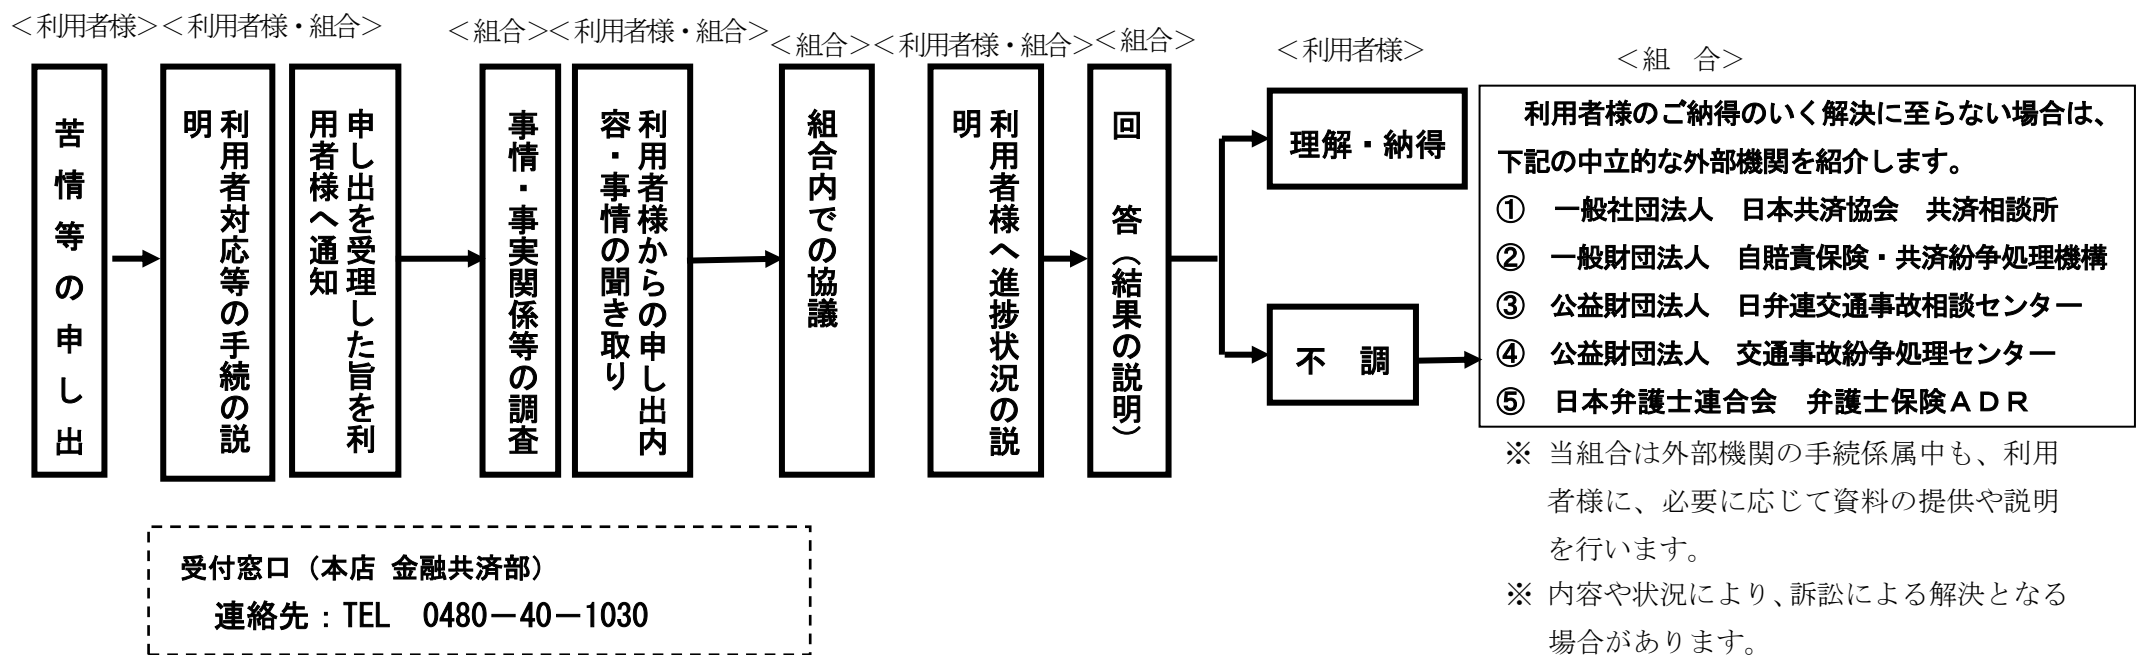 ＜利用者様＞＜利用者様・組合＞
＜組合＞＜利用者様・組合＞
＜組合＞＜利用者様・組合＞＜組合＞
＜利用者様＞
＜組　合＞
苦情等の申し出
利用者対応等の手続の説
明
申し出を受理した旨を利
用者様へ通知
事情・事実関係等の調査
利用者様からの申し出内
容・事情の聞き取り
組合内での協議
利用者様へ進捗状況の説
明
回　答（結果の説明）
理解・納得
不　調
利用者様のご納得のいく解決に至らない場合は、
下記の中立的な外部機関を紹介します。
①　一般社団法人　日本共済協会　共済相談所
②　一般財団法人　自賠責保険・共済紛争処理機構
③　公益財団法人　日弁連交通事故相談センター
④　公益財団法人　交通事故紛争処理センター
⑤　日本弁護士連合会　弁護士保険ＡＤＲ
※ 当組合は外部機関の手続係属中も、利用
者様に、必要に応じて資料の提供や説明
を行います。
※ 内容や状況により、訴訟による解決となる
場合があります。
受付窓口（本店 金融共済部）
連絡先：TEL　0480－40－1030